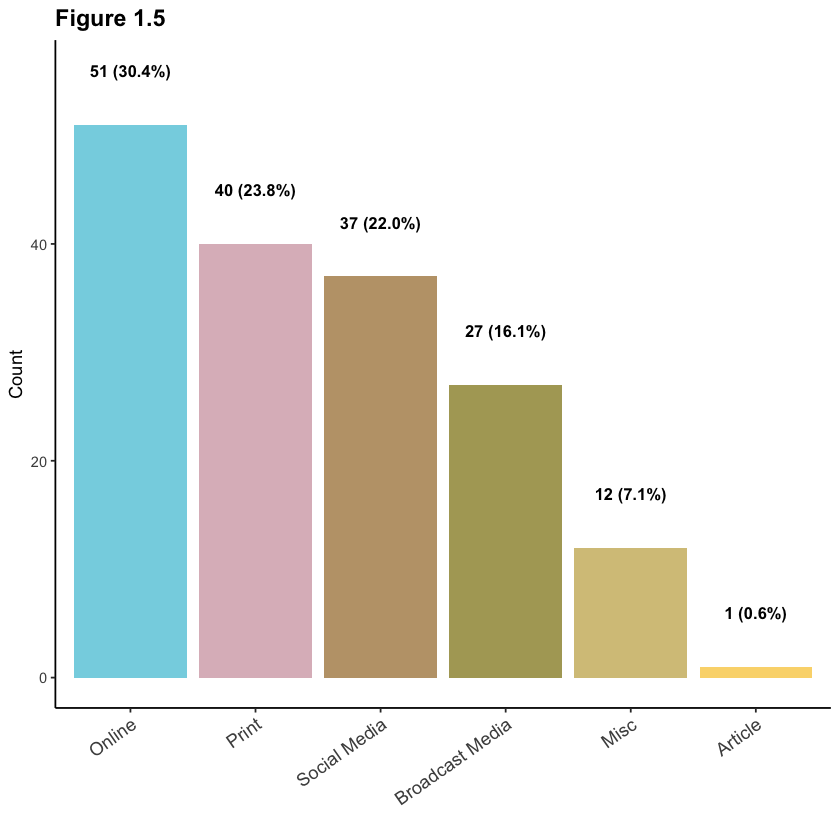 Figure 1.5
51 (30.4%)
40 (23.8%)
37 (22.0%)
27 (16.1%)
12 (7.1%)
1 (0.6%)
Count
40
20
0
Online
Print
Social Media
Broadcast Media
Misc
Article